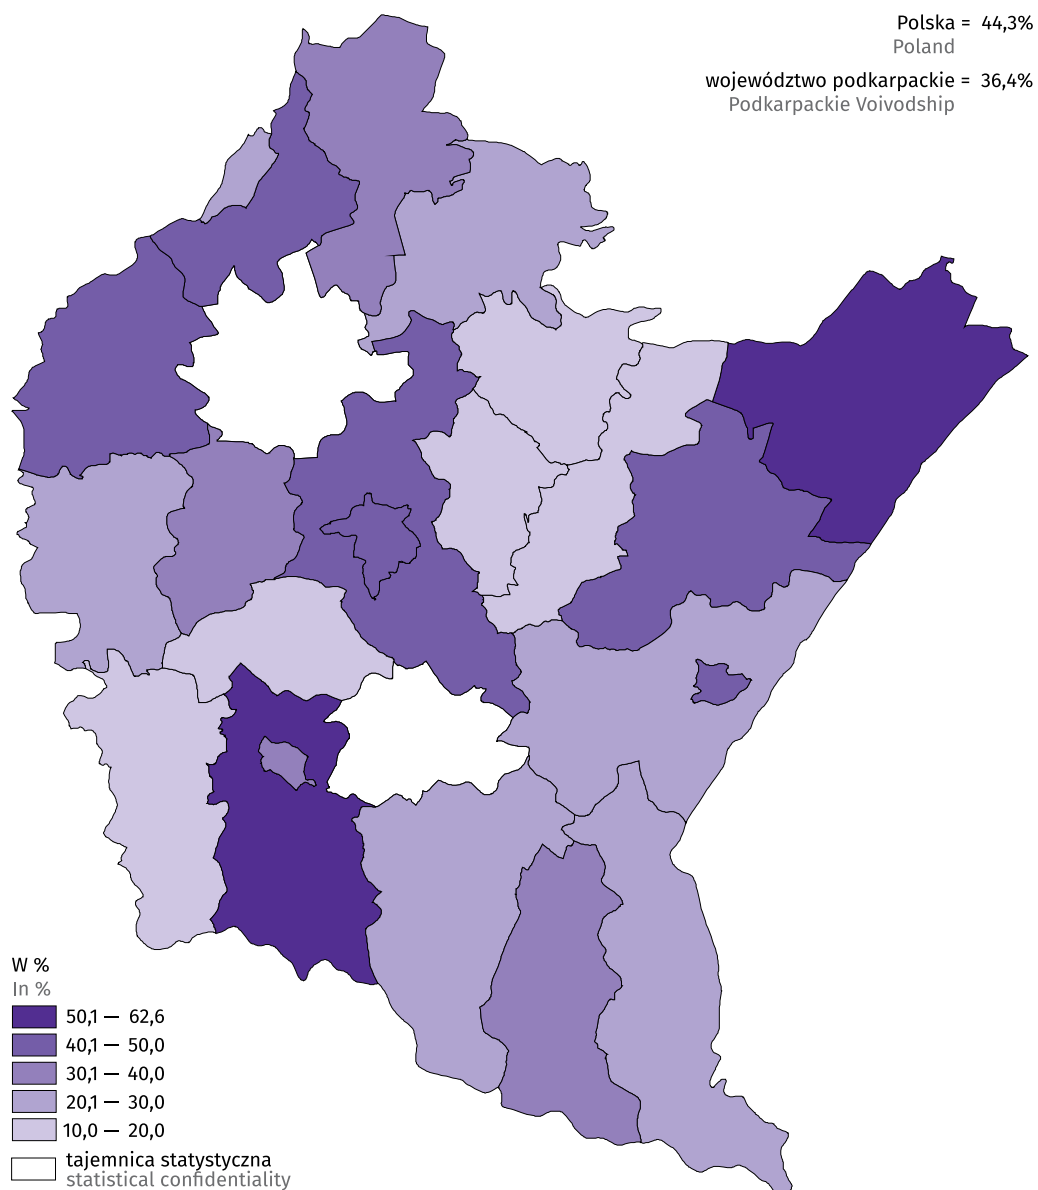 Polska = 44,3%
Poland
województwo podkarpackie = 36,4%
Podkarpackie Voivodship
W %
In %
50,1 — 62,6
40,1 — 50,0
30,1 — 40,0
20,1 — 30,0
10,0 — 20,0
tajemnica statystyczna
statistical confidentiality